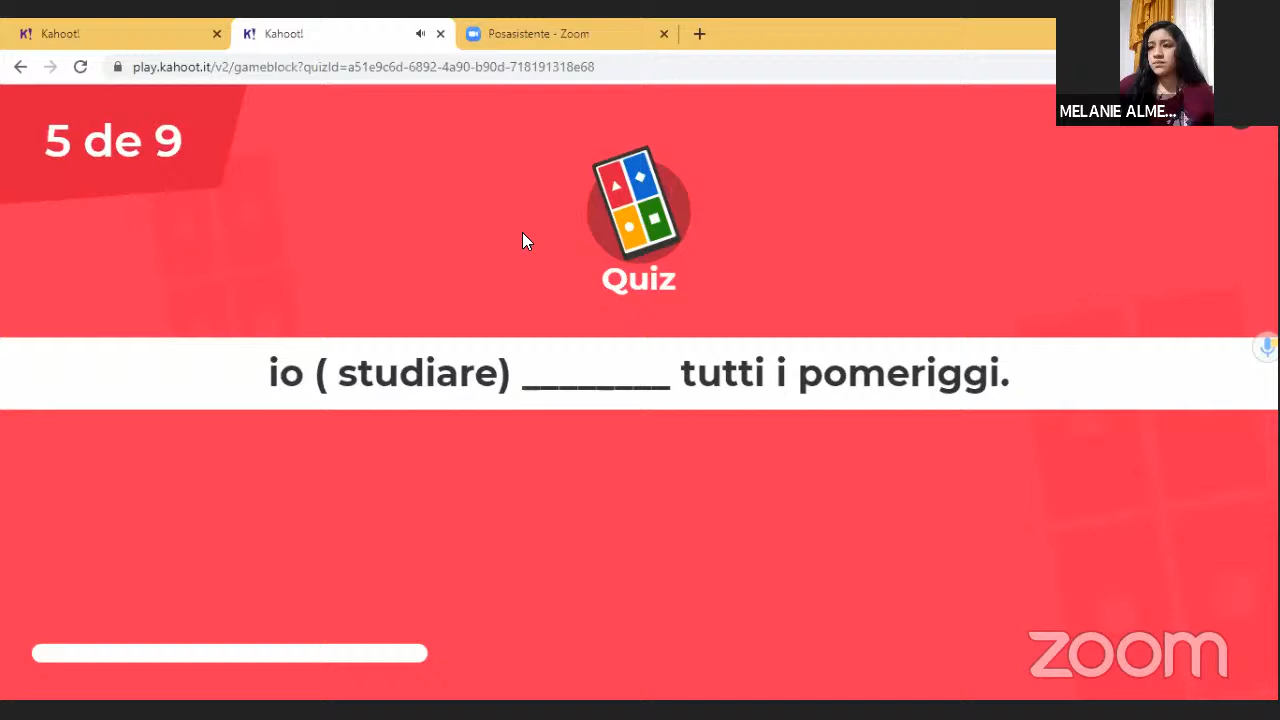 Kahoot!
Kahoot!
Posasistente - Zoom
play.kahoot.it/v2/gameblock?quizId=a51e9c6d-6892-4a90-b90d-718191318e68
MELANIE ALME...
5 de 9
Quiz
io ( studiare) ________ tutti i pomeriggi.
zoom